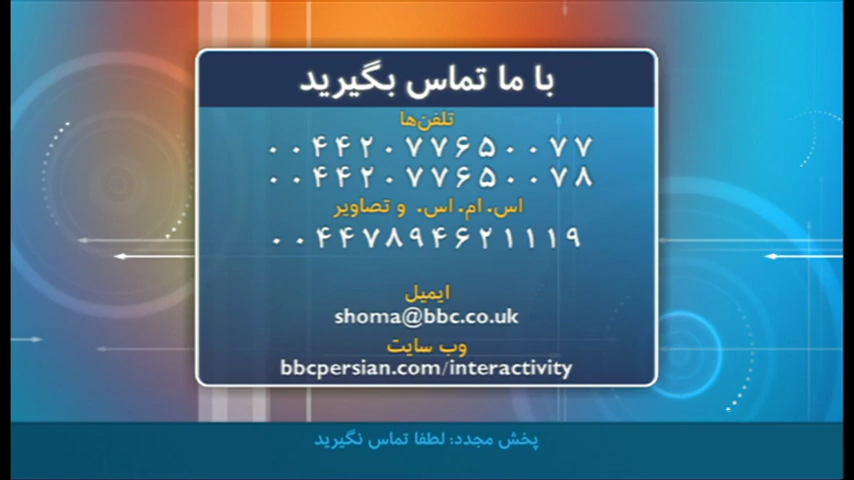 با ما تماس بگیرید
تلفن‌ها
۰۰۴۴۲۰۷۷۶۵۰۰۷۷
۰۰۴۴۲۰۷۷۶۵۰۰۷۸
اس. ام. اس. و تصاویر
۰۰۴۴۷۸۹۴۶۲۱۱۱۹
ایمیل
shoma@bbc.co.uk
وب سایت
bbcpersian.com/interactivity
پخش مجدد؛ لطفا تماس نگیرید